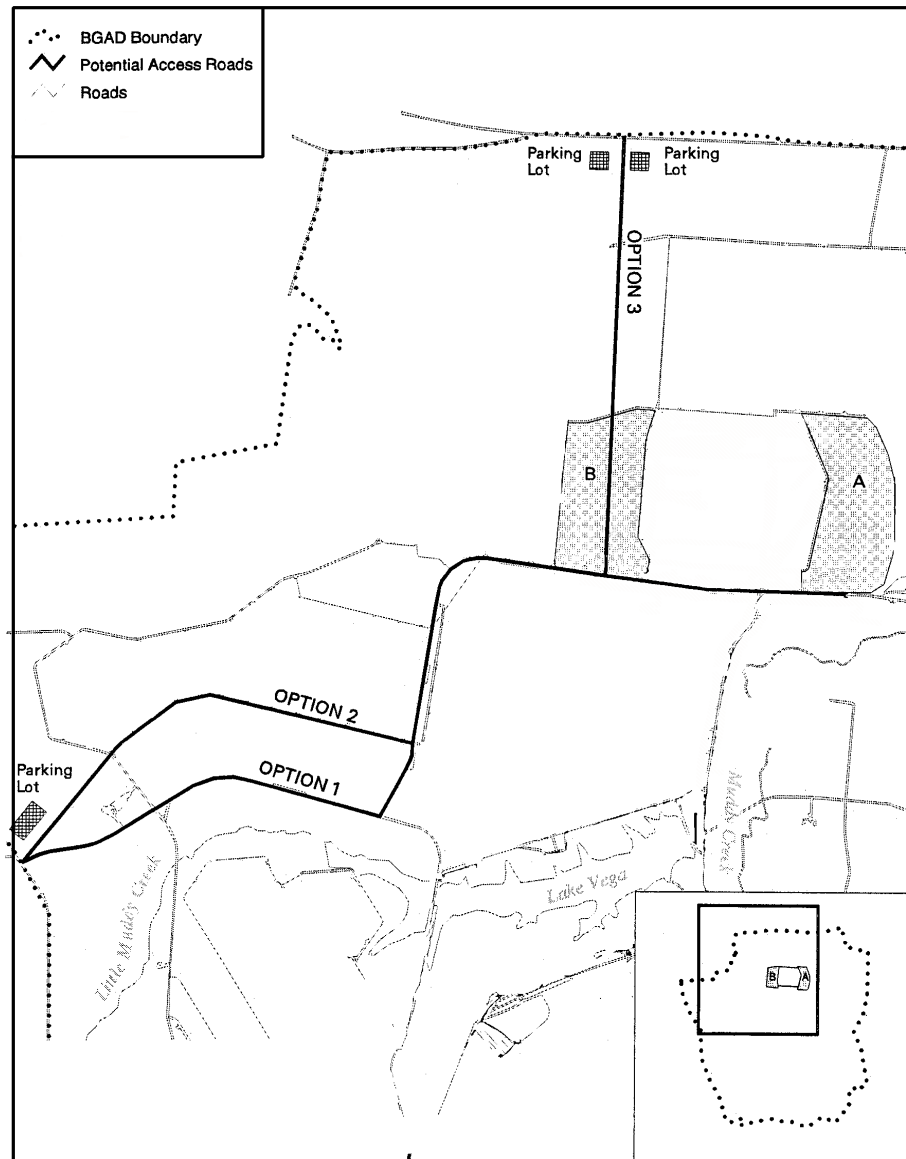 BGAD Boundary
Potential Access Roads
Roads
Parking
Lot
Parking
Lot
OPTION 3
B
A
OPTION 2
OPTION 1
Parking
Lot
Muddy Creek
Lake Vega
Little Muddy Creek
B
A